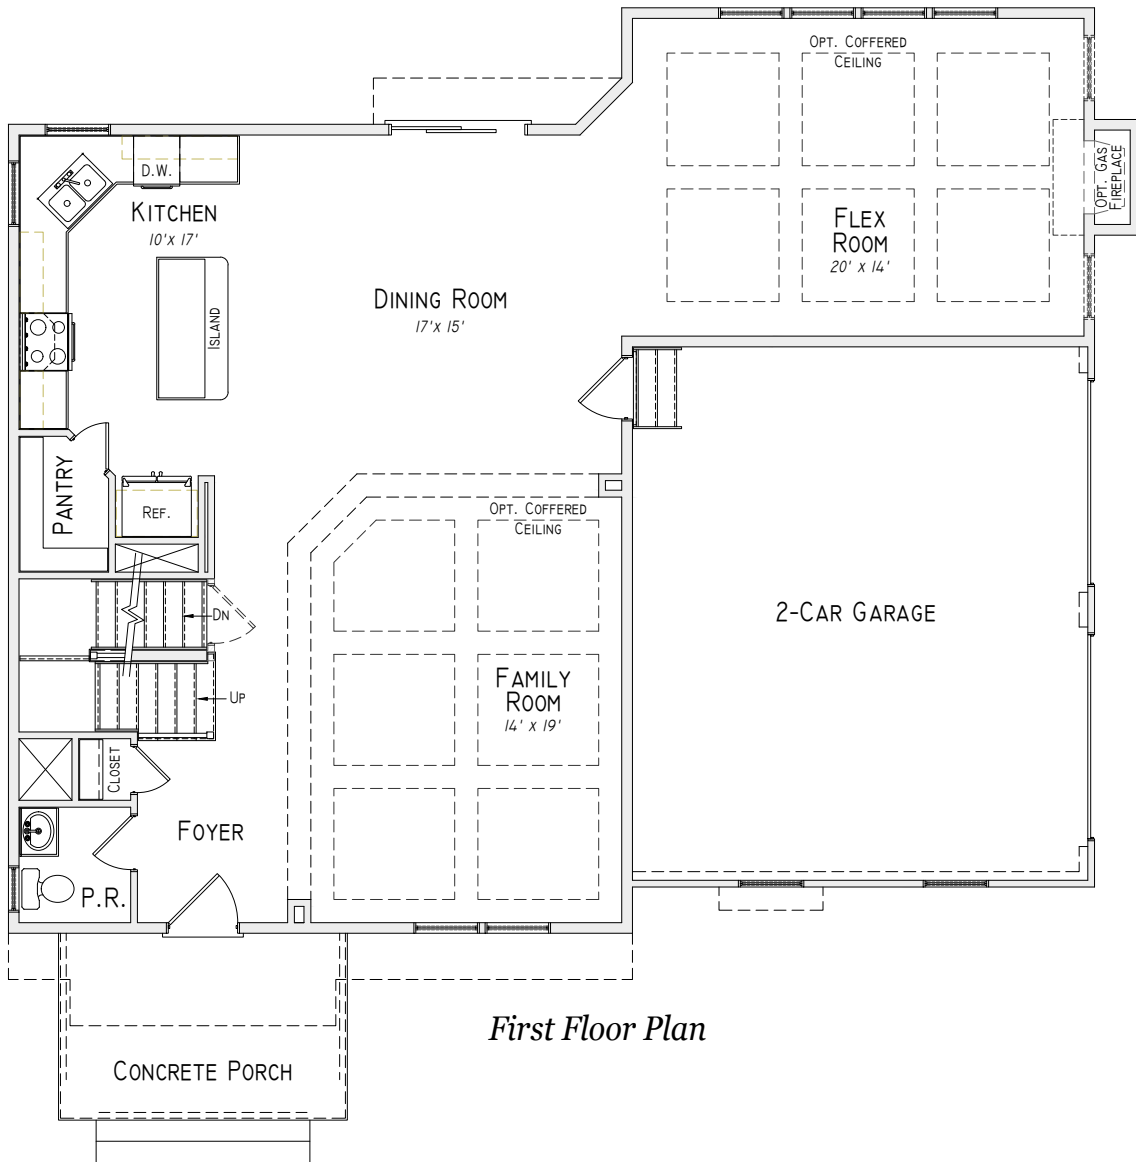 OPT. COFFERED
CEILING
D.W.
OPT. GAS
FIREPLACE
KITCHEN
10'x 17'
FLEX
ROOM
20' x 14'
DINING ROOM
17'x 15'
ISLAND
PANTRY
REF.
OPT. COFFERED
CEILING
DN
2-CAR GARAGE
FAMILY
ROOM
14' x 19'
UP
CLOSET
FOYER
P.R.
First Floor Plan
CONCRETE PORCH